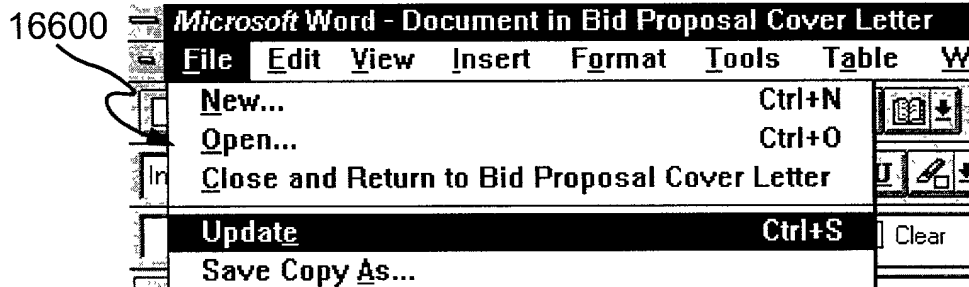 16600
Microsoft Word - Document in Bid Proposal Cover Letter
File Edit View Insert Format Tools Table W
New... Ctrl+N
Open... Ctrl+O
In
Close and Return to Bid Proposal Cover Letter U
Update Ctrl+S Clear
Save Copy As...